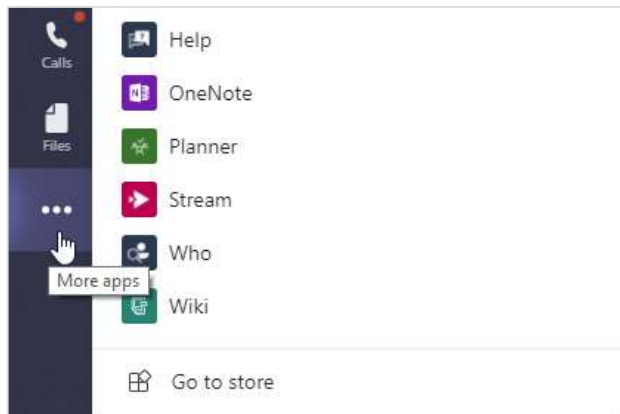 Calls
Files
More apps
Help
OneNote
Planner
Stream
Who
Wiki
Go to store